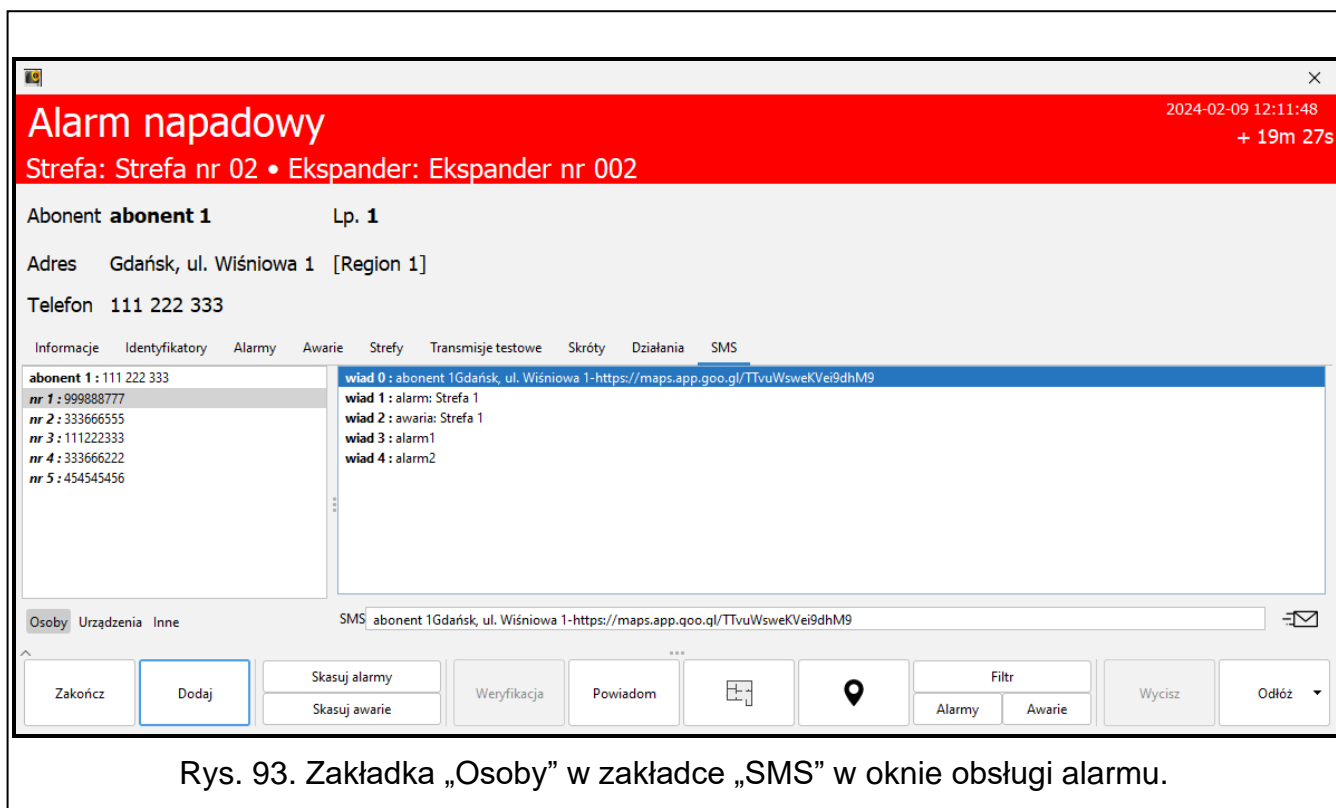 Alarm napadowy
2024-02-09 12:11:48
+ 19m 27s
Strefa: Strefa nr 02 • Ekspander: Ekspander nr 002
Abonent abonent 1 Lp. 1
Adres Gdańsk, ul. Wiśniowa 1 [Region 1]
Telefon 111 222 333
Informacje Identyfikatory Alarmy Awarie Strefy Transmisje testowe Skróty Działania SMS
abonent 1 : 111 222 333
nr 1 : 999888777
nr 2 : 333666555
nr 3 : 111222333
nr 4 : 333666222
nr 5 : 454545456
wiad 0 : abonent 1Gdańsk, ul. Wiśniowa 1-https://maps.app.goo.gl/TTvuWsweKVei9dhM9
wiad 1 : alarm: Strefa 1
wiad 2 : awaria: Strefa 1
wiad 3 : alarm1
wiad 4 : alarm2
Osoby Urządzenia Inne
SMS abonent 1Gdańsk, ul. Wiśniowa 1-https://maps.app.goo.gl/TTvuWsweKVei9dhM9
Zakończ Dodaj
Skasuj alarmy
Skasuj awarie
Weryfikacja Powiadom
Filtr
Alarmy Awarie
Wycisz Odłóż
Rys. 93. Zakładka „Osoby” w zakładce „SMS” w oknie obsługi alarmu.